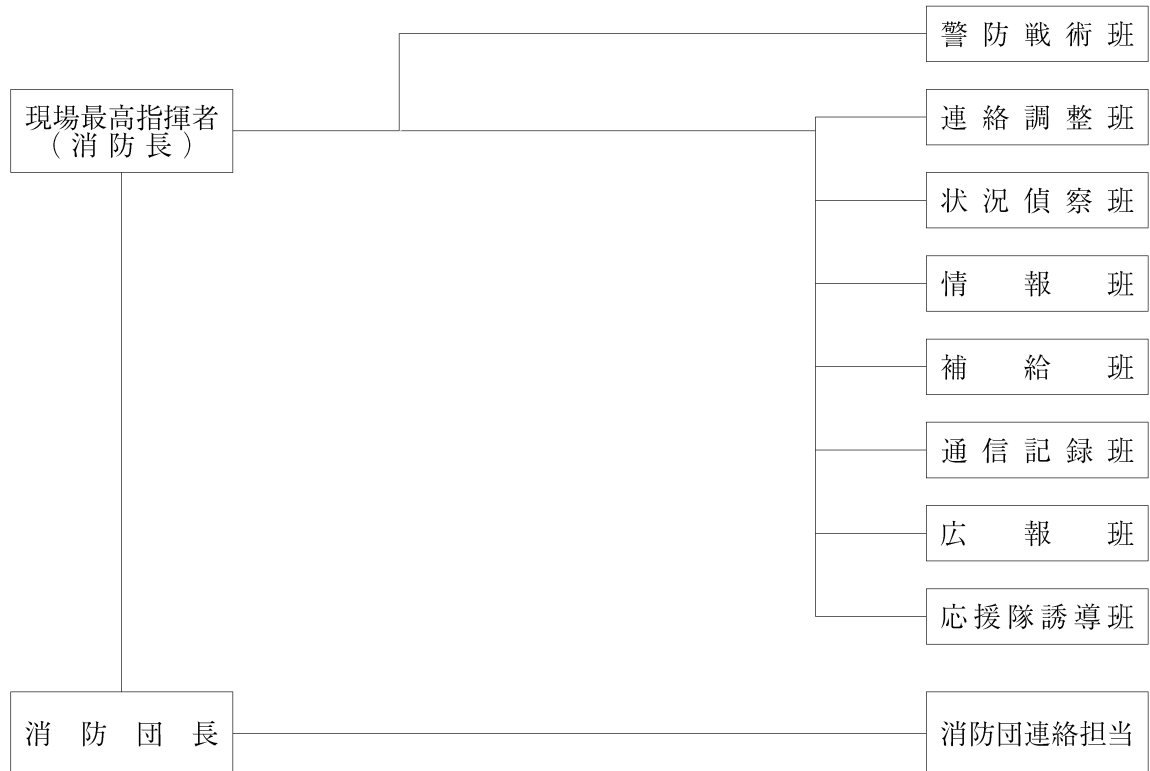 警防戦術班
現場最高指揮者
（消防長）
連絡調整班
状況偵察班
情報班
補給班
通信記録班
広報班
応援隊誘導班
消防団長
消防団連絡担当